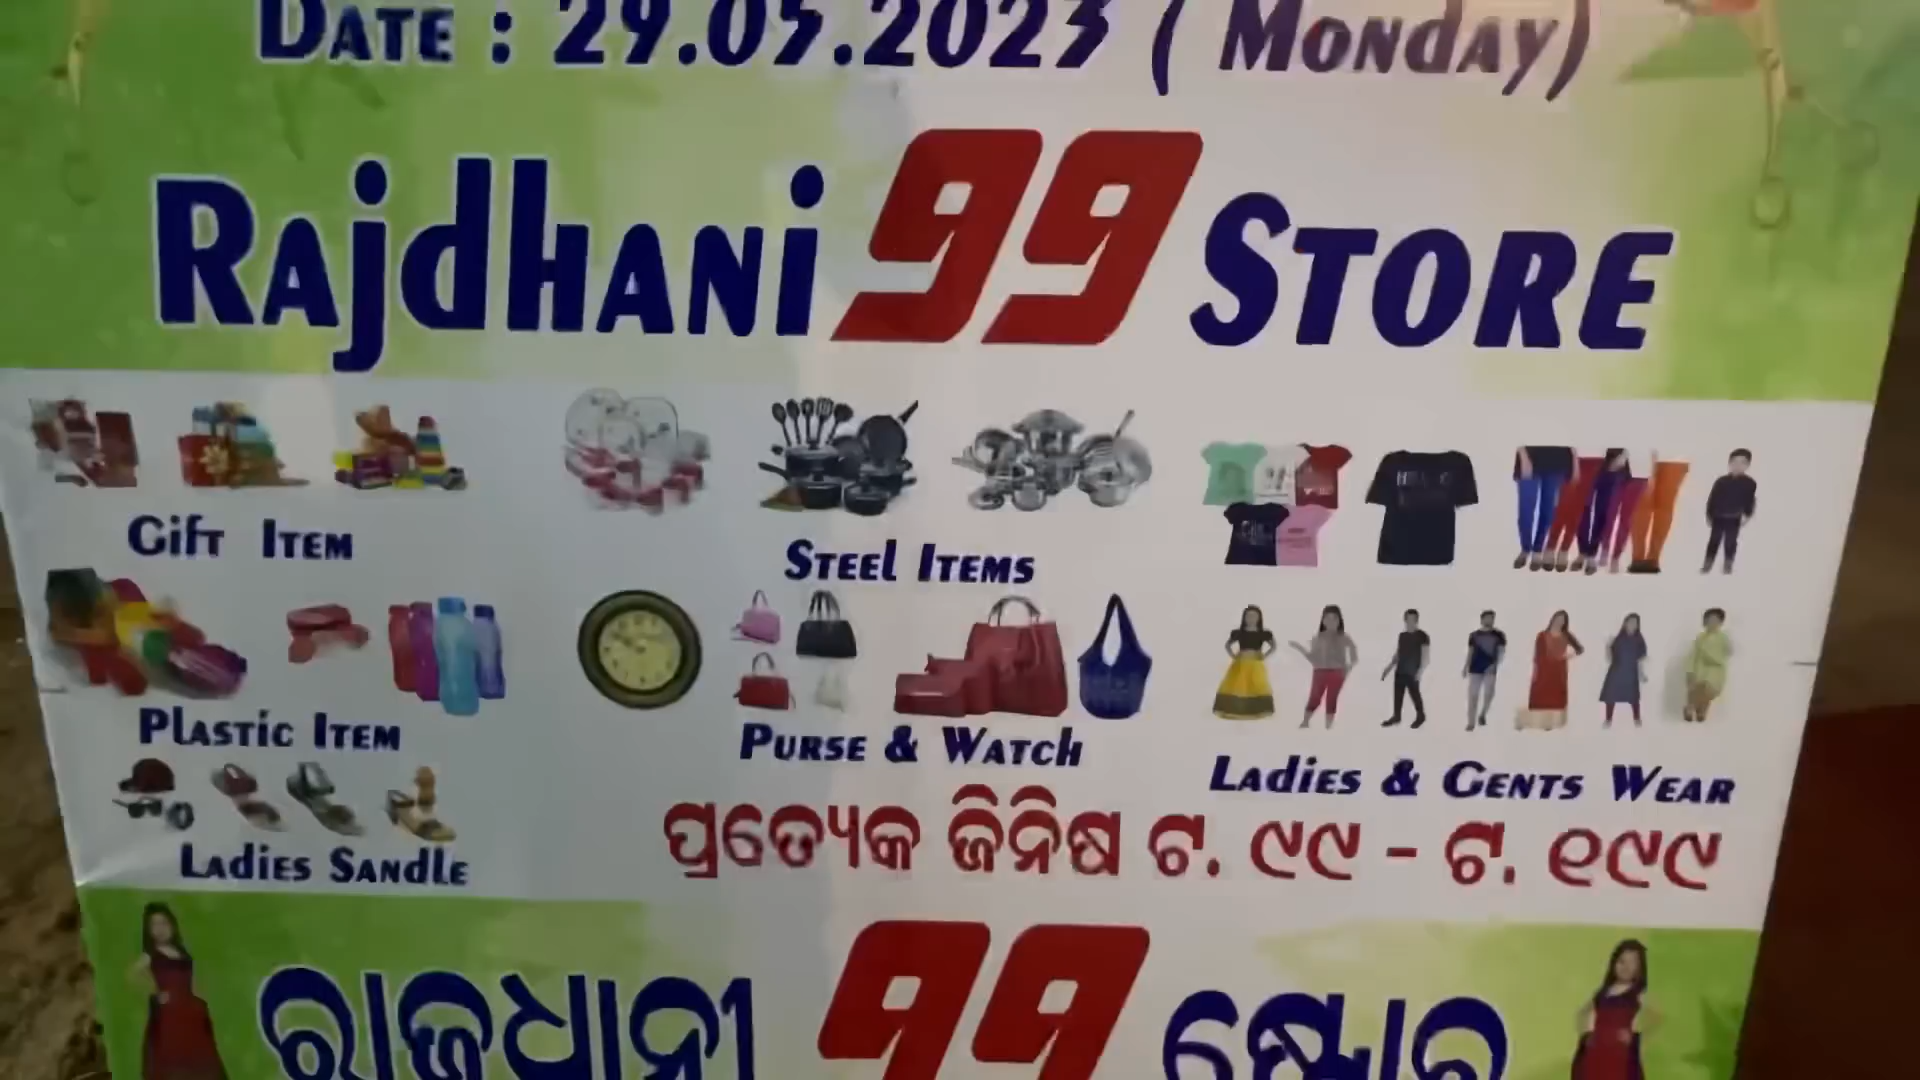 Date : 29.05.2023 ( Monday)
Rajdhani 99 Store
Gift Item
Steel Items
Plastic Item
Purse & Watch
Ladies & Gents Wear
Ladies Sandle
ପ୍ରତ୍ୟେକ ଜିନିଷ ଟ. ୯୯ - ଟ. ୧୯୯
ରାଜଧାନୀ 99 ଷ୍ଟୋର